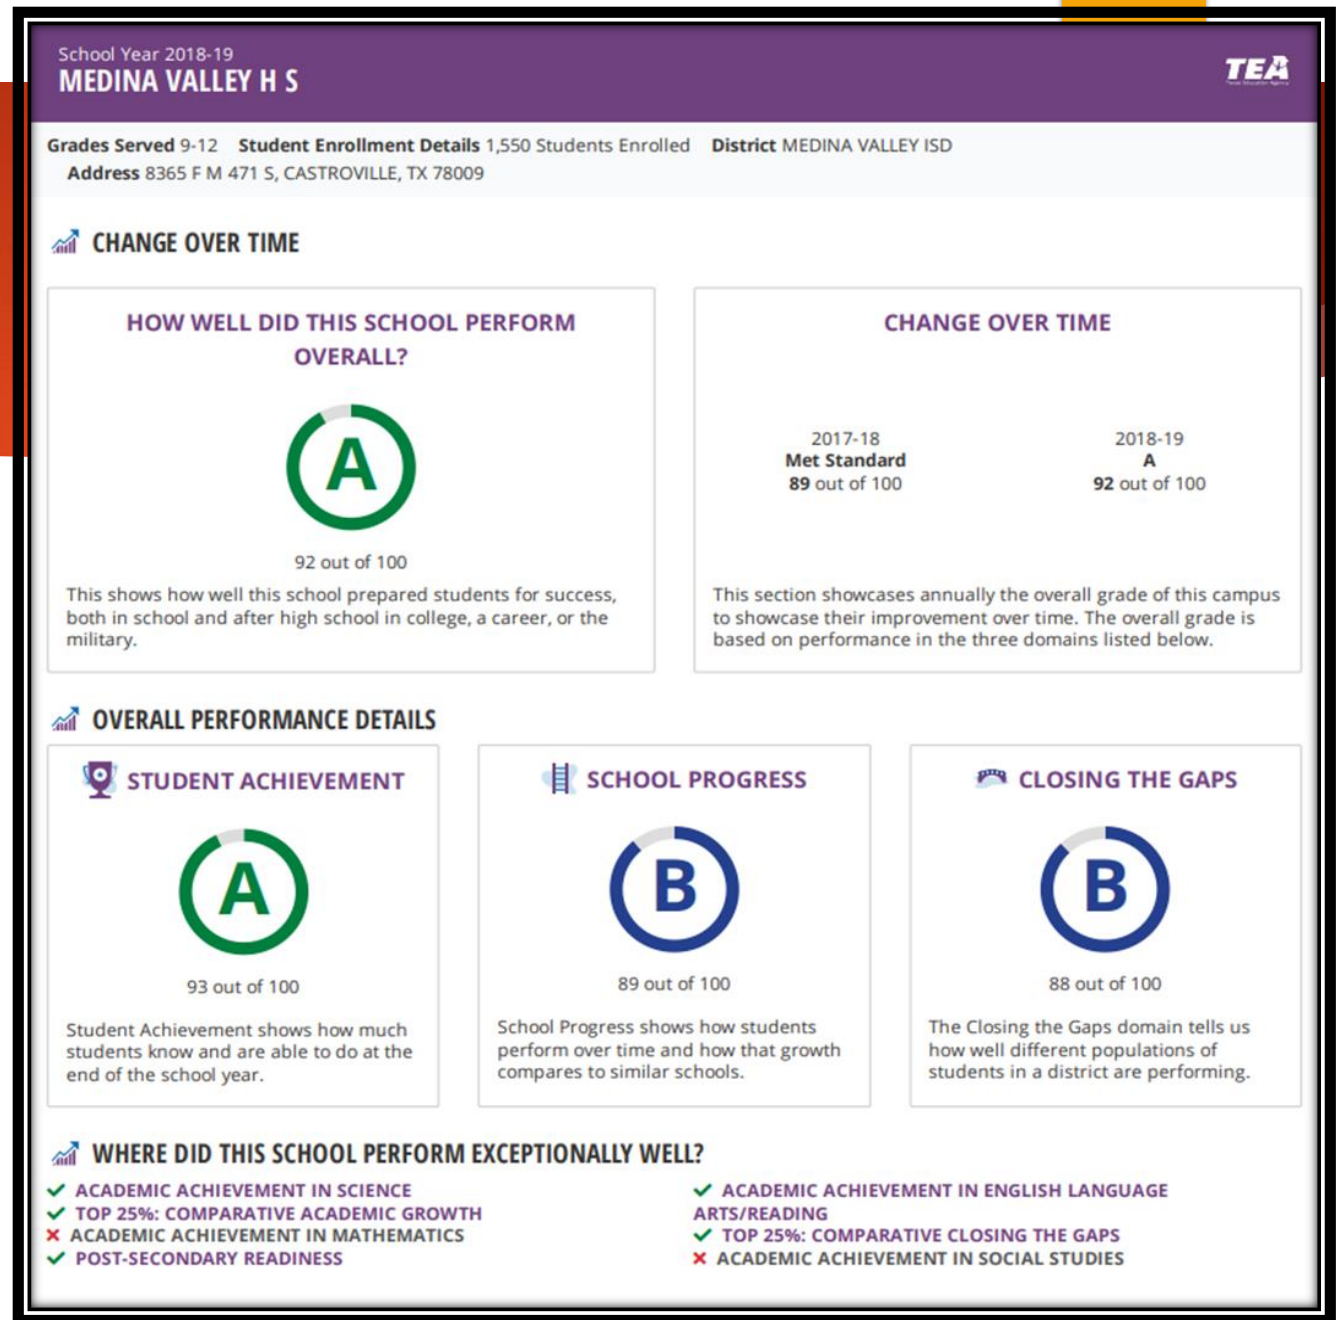 School Year 2018-19
MEDINA VALLEY H S
TEA
Grades Served 9-12 Student Enrollment Details 1,550 Students Enrolled District MEDINA VALLEY ISD
Address 8365 F M 471 S, CASTROVILLE, TX 78009
CHANGE OVER TIME
HOW WELL DID THIS SCHOOL PERFORM
OVERALL?
A
92 out of 100
This shows how well this school prepared students for success,
both in school and after high school in college, a career, or the
military.
CHANGE OVER TIME
2017-18
Met Standard
89 out of 100
2018-19
A
92 out of 100
This section showcases annually the overall grade of this campus
to showcase their improvement over time. The overall grade is
based on performance in the three domains listed below.
OVERALL PERFORMANCE DETAILS
STUDENT ACHIEVEMENT
A
93 out of 100
Student Achievement shows how much
students know and are able to do at the
end of the school year.
SCHOOL PROGRESS
B
89 out of 100
School Progress shows how students
perform over time and how that growth
compares to similar schools.
CLOSING THE GAPS
B
88 out of 100
The Closing the Gaps domain tells us
how well different populations of
students in a district are performing.
WHERE DID THIS SCHOOL PERFORM EXCEPTIONALLY WELL?
ACADEMIC ACHIEVEMENT IN SCIENCE
TOP 25%: COMPARATIVE ACADEMIC GROWTH
ACADEMIC ACHIEVEMENT IN MATHEMATICS
POST-SECONDARY READINESS
ACADEMIC ACHIEVEMENT IN ENGLISH LANGUAGE
ARTS/READING
TOP 25%: COMPARATIVE CLOSING THE GAPS
ACADEMIC ACHIEVEMENT IN SOCIAL STUDIES